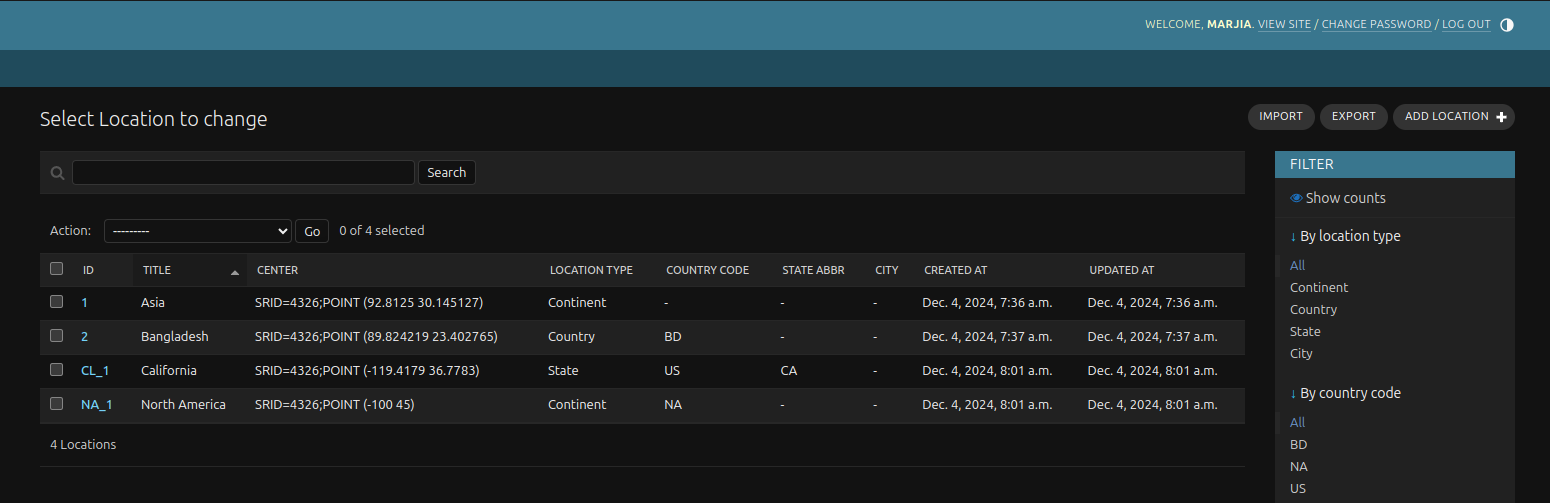 WELCOME, MARJIA. VIEW SITE / CHANGE PASSWORD / LOG OUT
Select Location to change
IMPORT EXPORT ADD LOCATION +
Search
Action: --------- Go 0 of 4 selected
ID TITLE CENTER LOCATION TYPE COUNTRY CODE STATE ABBR CITY CREATED AT UPDATED AT
1 Asia SRID=4326;POINT (92.8125 30.145127) Continent - - - Dec. 4, 2024, 7:36 a.m. Dec. 4, 2024, 7:36 a.m.
2 Bangladesh SRID=4326;POINT (89.824219 23.402765) Country BD - - Dec. 4, 2024, 7:37 a.m. Dec. 4, 2024, 7:37 a.m.
CL_1 California SRID=4326;POINT (-119.4179 36.7783) State US CA - Dec. 4, 2024, 8:01 a.m. Dec. 4, 2024, 8:01 a.m.
NA_1 North America SRID=4326;POINT (-100 45) Continent NA - - Dec. 4, 2024, 8:01 a.m. Dec. 4, 2024, 8:01 a.m.
4 Locations
FILTER
Show counts
↓ By location type
All
Continent
Country
State
City
↓ By country code
All
BD
NA
US